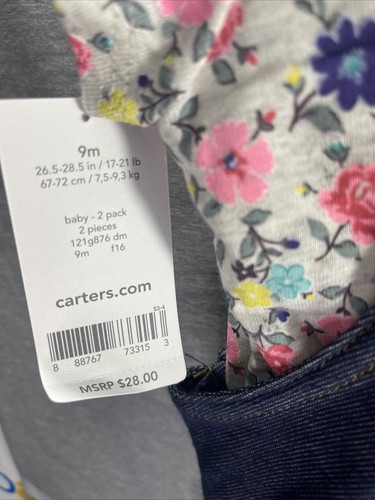 9m
26.5-28.5 in / 17-21 lb
67-72 cm / 7,5-9,3 kg
baby - 2 pack
2 pieces
121g876 dm
9m f16
carters.com
53-4
8 88767 73315 3
MSRP $28.00